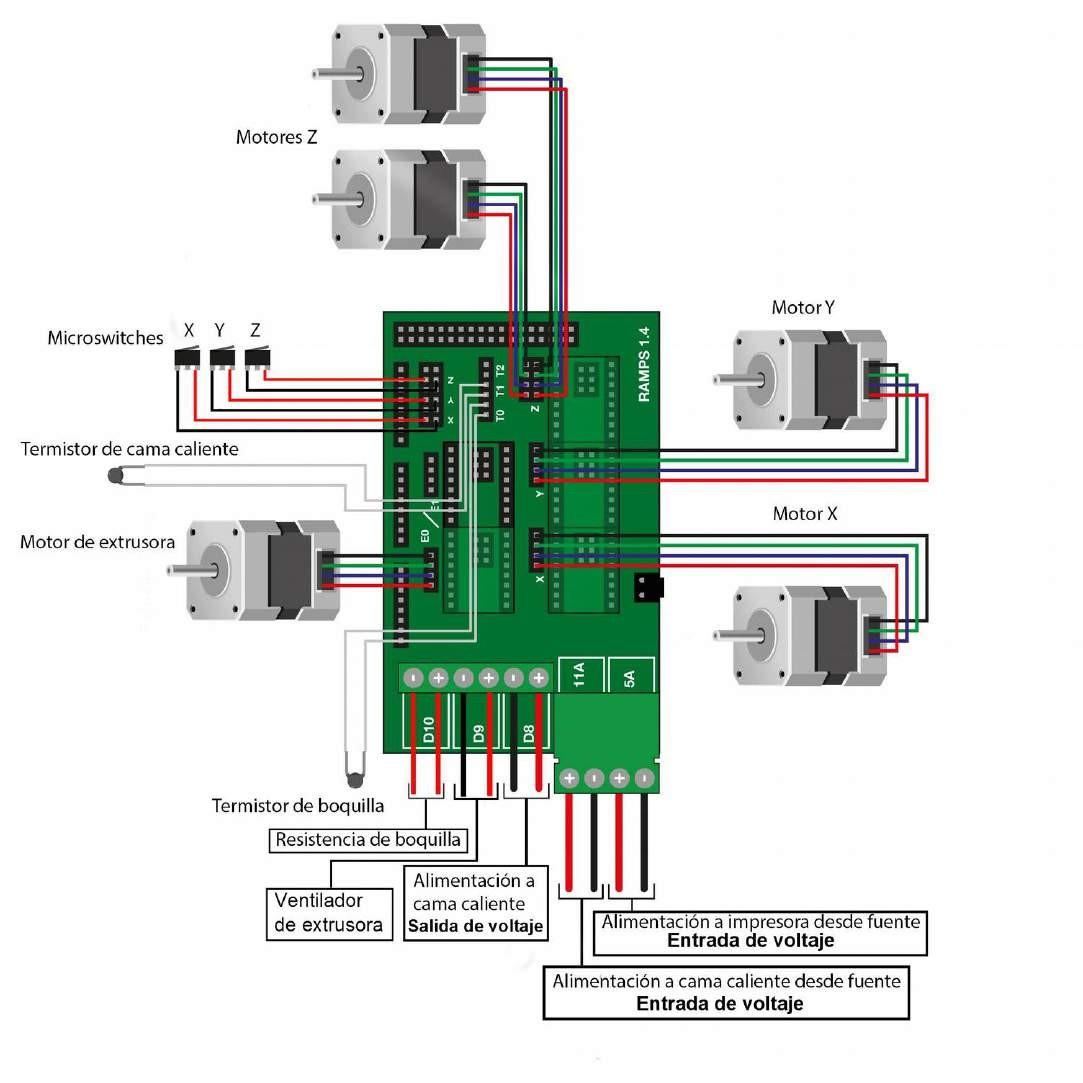 Motores Z
Motor Y
Microswitches
X Y Z
RAMPS 1.4
T2
T1
T0
Z
Z
Y
X
Termistor de cama caliente
Y
Motor X
E1
E0
Motor de extrusora
X
11A
5A
- + - + - +
D10
D9
D8
+ - + -
Termistor de boquilla
Resistencia de boquilla
Ventilador
de extrusora
Alimentación a
cama caliente
Salida de voltaje
Alimentación a impresora desde fuente
Entrada de voltaje
Alimentación a cama caliente desde fuente
Entrada de voltaje